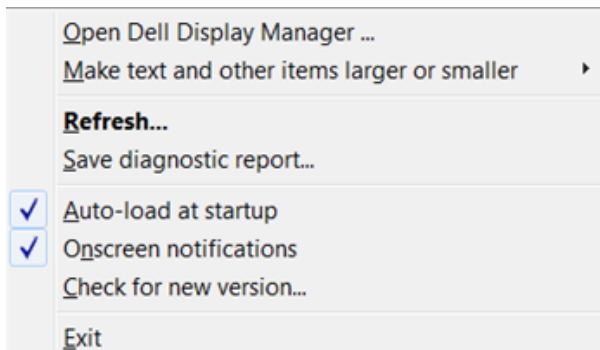 Open Dell Display Manager ...
Make text and other items larger or smaller
Refresh...
Save diagnostic report...
Auto-load at startup
Onscreen notifications
Check for new version...
Exit